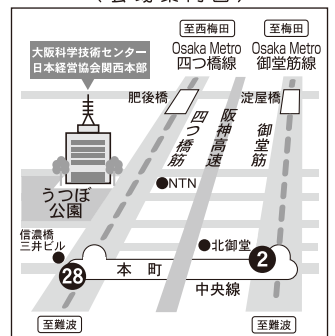 会場案内図
至西梅田
至梅田
Osaka Metro
四つ橋線
Osaka Metro
御堂筋線
大阪科学技術センター
日本経営協会関西本部
肥後橋
淀屋橋
四つ橋筋
阪神高速
御堂筋
うつぼ
公園
NTN
信濃橋
三井ビル
北御堂
28
本町
2
中央線
至難波
至難波